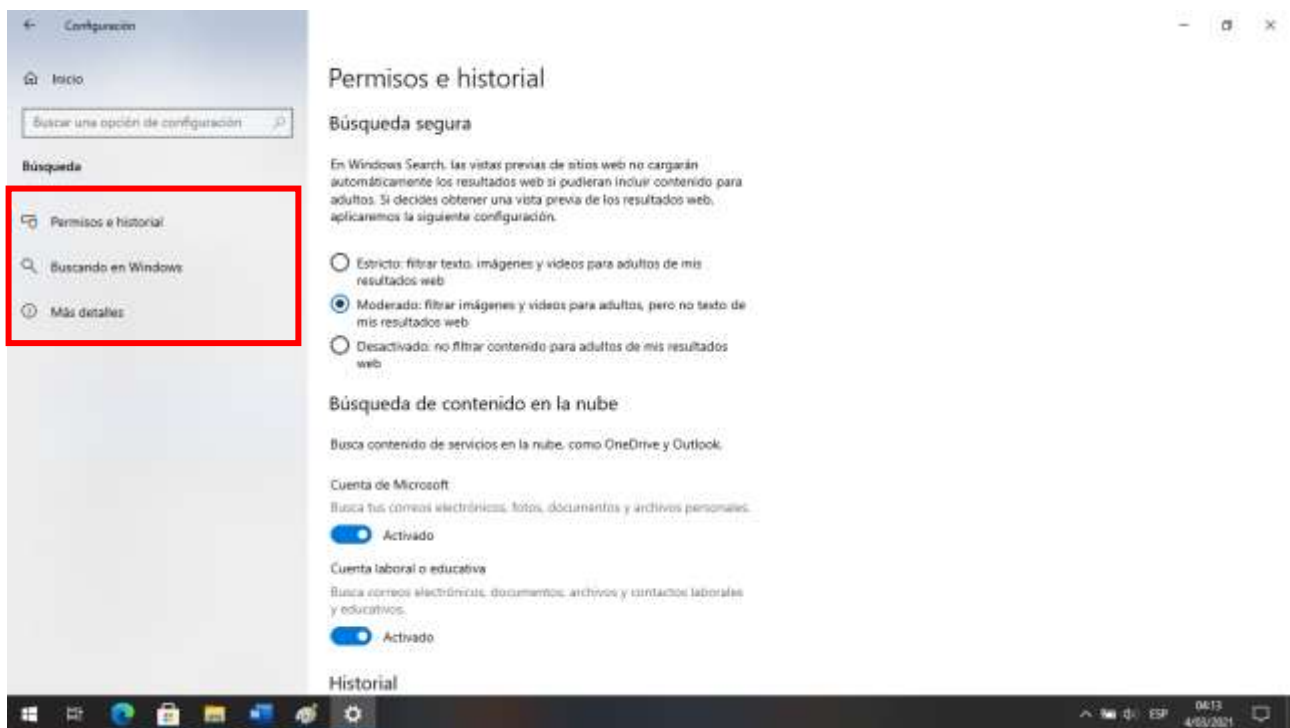 Configuración
Inicio
Buscar una opción de configuración
Búsqueda
Permisos e historial
Buscando en Windows
Más detalles
Permisos e historial
Búsqueda segura
En Windows Search, las vistas previas de sitios web no cargarán
automáticamente los resultados web si pudieran incluir contenido para
adultos. Si decides obtener una vista previa de los resultados web,
aplicaremos la siguiente configuración.
Estricto: filtrar texto, imágenes y videos para adultos de mis
resultados web
Moderado: filtrar imágenes y videos para adultos, pero no texto de
mis resultados web
Desactivado: no filtrar contenido para adultos de mis resultados
web
Búsqueda de contenido en la nube
Busca contenido de servicios en la nube, como OneDrive y Outlook.
Cuenta de Microsoft
Busca tus correos electrónicos, fotos, documentos y archivos personales.
Activado
Cuenta laboral o educativa
Busca correos electrónicos, documentos, archivos y contactos laborales
y educativos.
Activado
Historial
ESP
04:13
4/03/2021